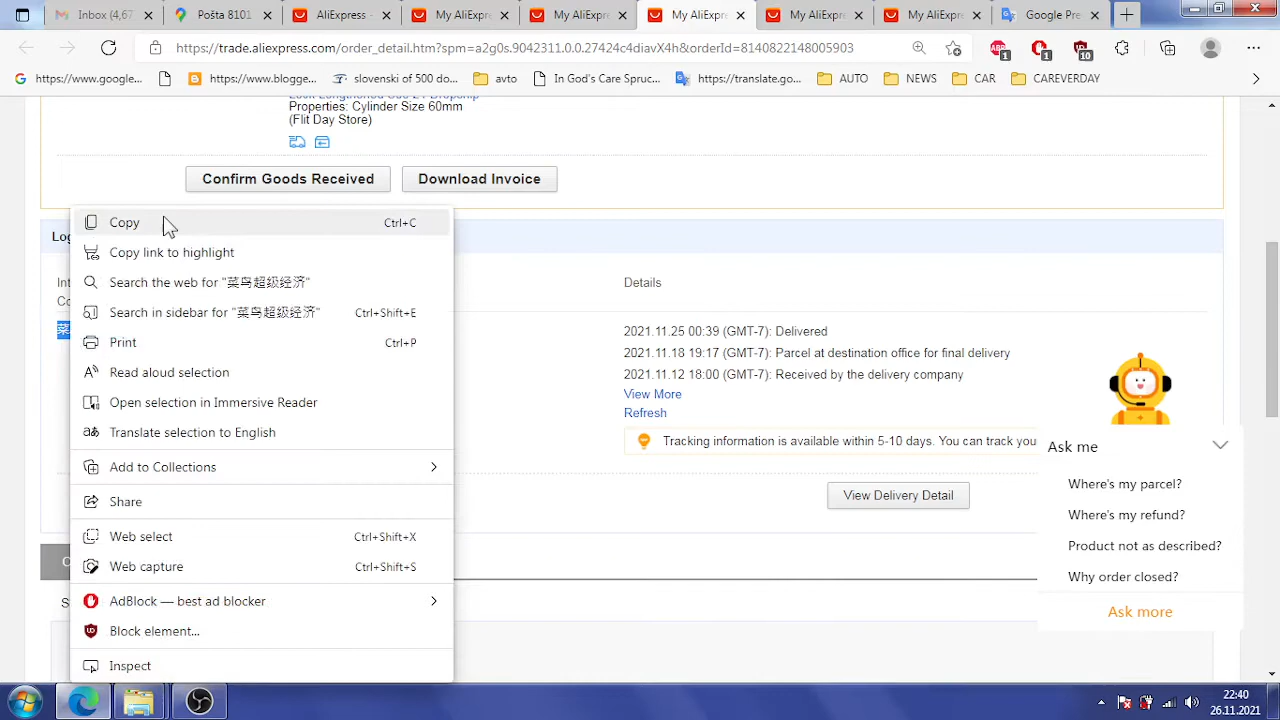 Inbox (4,67
Pošta 8101
AliExpress -
My AliExpre
My AliExpre
My AliExpre
My AliExpre
My AliExpre
Google Pre
https://trade.aliexpress.com/order_detail.htm?spm=a2g0s.9042311.0.0.27424c4diavX4h&orderId=8140822148005903
1
1
10
https://www.google...
https://www.blogge...
slovenski of 500 do...
avto
In God's Care Spruc...
https://translate.go...
AUTO
NEWS
CAR
CAREVERDAY
Properties: Cylinder Size 60mm
(Flit Day Store)
Confirm Goods Received
Download Invoice
Copy
Ctrl+C
Copy link to highlight
Search the web for "菜鸟超级经济"
Search in sidebar for "菜鸟超级经济"
Ctrl+Shift+E
Print
Ctrl+P
Read aloud selection
Open selection in Immersive Reader
Translate selection to English
Add to Collections
Share
Web select
Ctrl+Shift+X
Web capture
Ctrl+Shift+S
AdBlock — best ad blocker
Block element...
Inspect
Details
2021.11.25 00:39 (GMT-7): Delivered
2021.11.18 19:17 (GMT-7): Parcel at destination office for final delivery
2021.11.12 18:00 (GMT-7): Received by the delivery company
View More
Refresh
Tracking information is available within 5-10 days. You can track you
View Delivery Detail
Ask me
Where's my parcel?
Where's my refund?
Product not as described?
Why order closed?
Ask more
22:40
26.11.2021